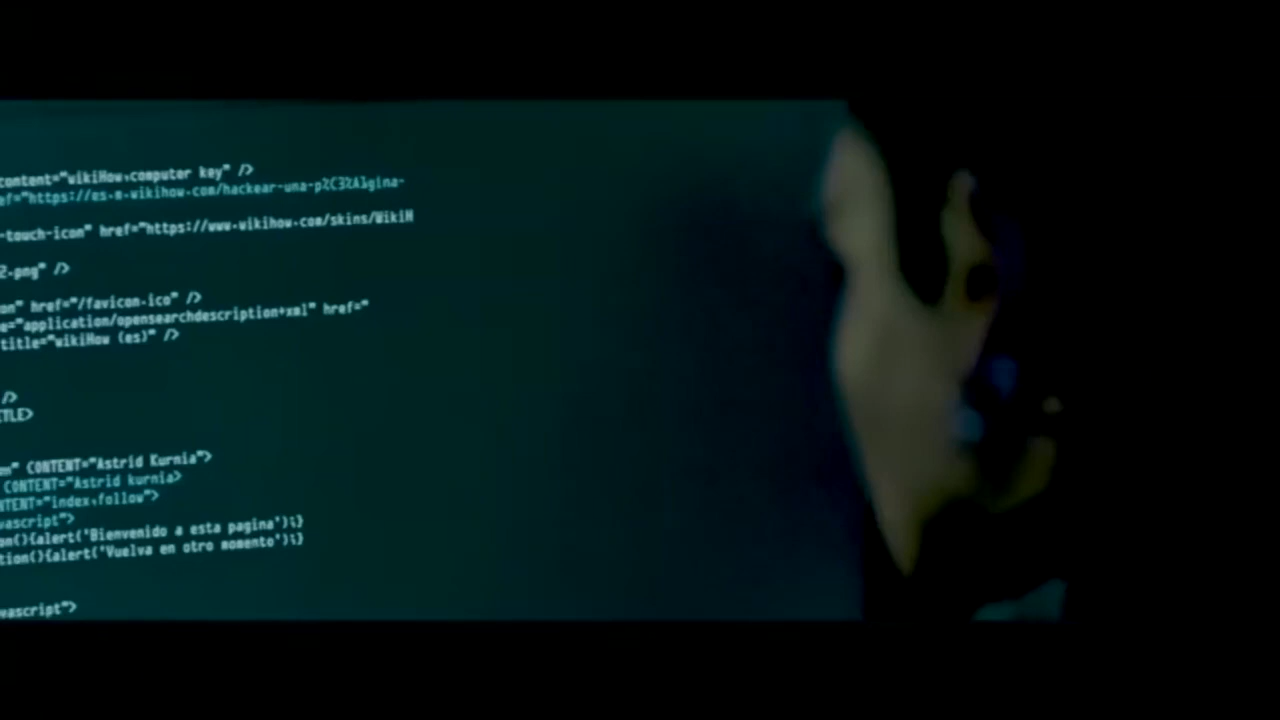 content="wikiHow,computer key" />
ef="https://es-m-wikihow-com/hackear-una-p%C3%A1gina-
-touch-icon" href="https://www-wikihow-com/skins/WikiH
2-png" />
on" href="/favicon-ico" />
e="application/opensearchdescription+xml" href="
title="wikiHow (es)" />
/>
TLE>
CONTENT="Astrid Kurnia">
CONTENT="Astrid kurnia>
NTENT="index,follow">
vascript">
on(){alert('Bienvenido a esta pagina');}
tion(){alert('Vuelva en otro momento');}
vascript">